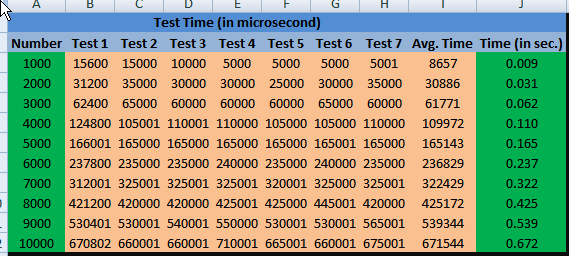 A B C D E F G H I J
Test Time (in microsecond)
Number Test 1 Test 2 Test 3 Test 4 Test 5 Test 6 Test 7 Avg. Time Time (in sec.)
1000 15600 15000 10000 5000 5000 5000 5001 8657 0.009
2000 31200 35000 30000 30000 25000 30000 35000 30886 0.031
3000 62400 65000 60000 60000 60000 65000 60000 61771 0.062
4000 124800 105001 110001 110000 105000 105000 110000 109972 0.110
5000 166001 165000 165000 165000 165001 165000 165001 165143 0.165
6000 237800 235000 235000 240000 235000 240000 235000 236829 0.237
7000 312001 325000 325001 325001 320001 325000 325001 322429 0.322
8000 421200 420000 420000 425000 425000 445001 420000 425172 0.425
9000 530401 530001 540001 550000 530001 530001 565001 539344 0.539
10000 670802 660001 660001 710001 665001 660001 675001 671544 0.672